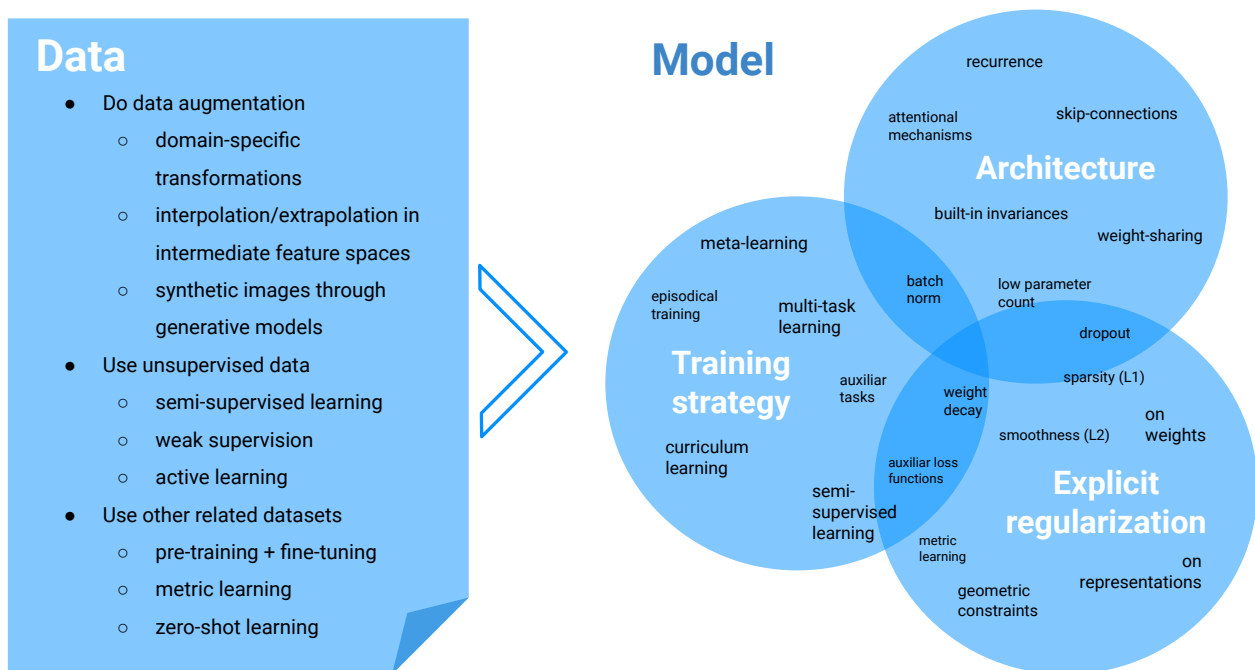 Data
● Do data augmentation
○ domain-specific
transformations
○ interpolation/extrapolation in
intermediate feature spaces
○ synthetic images through
generative models
● Use unsupervised data
○ semi-supervised learning
○ weak supervision
○ active learning
● Use other related datasets
○ pre-training + fine-tuning
○ metric learning
○ zero-shot learning
Model
recurrence
attentional
mechanisms
skip-connections
Architecture
built-in invariances
weight-sharing
batch
norm
low parameter
count
dropout
meta-learning
episodical
training
multi-task
learning
Training
strategy
auxiliar
tasks
weight
decay
curriculum
learning
auxiliar loss
functions
semi-
supervised
learning
sparsity (L1)
smoothness (L2)
on
weights
Explicit
regularization
metric
learning
geometric
constraints
on
representations